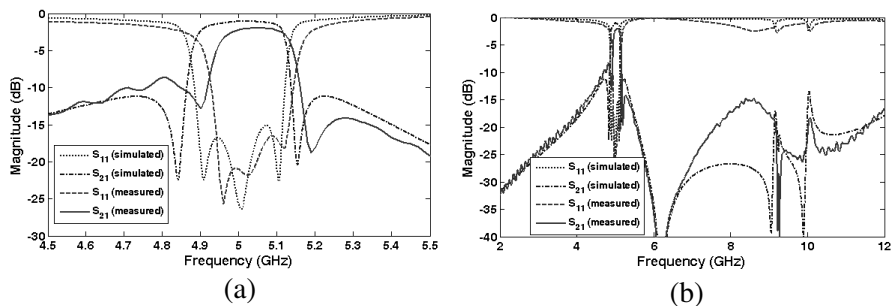 0
-5
-10
-15
-20
-25
-30
Magnitude (dB)
S11 (simulated)
S21 (simulated)
S11 (measured)
S21 (measured)
4.5 4.6 4.7 4.8 4.9 5 5.1 5.2 5.3 5.4 5.5
Frequency (GHz)
(a)
0
-5
-10
-15
-20
-25
-30
-35
-40
Magnitude (dB)
S11 (simulated)
S21 (simulated)
S11 (measured)
S21 (measured)
2 4 6 8 10 12
Frequency (GHz)
(b)